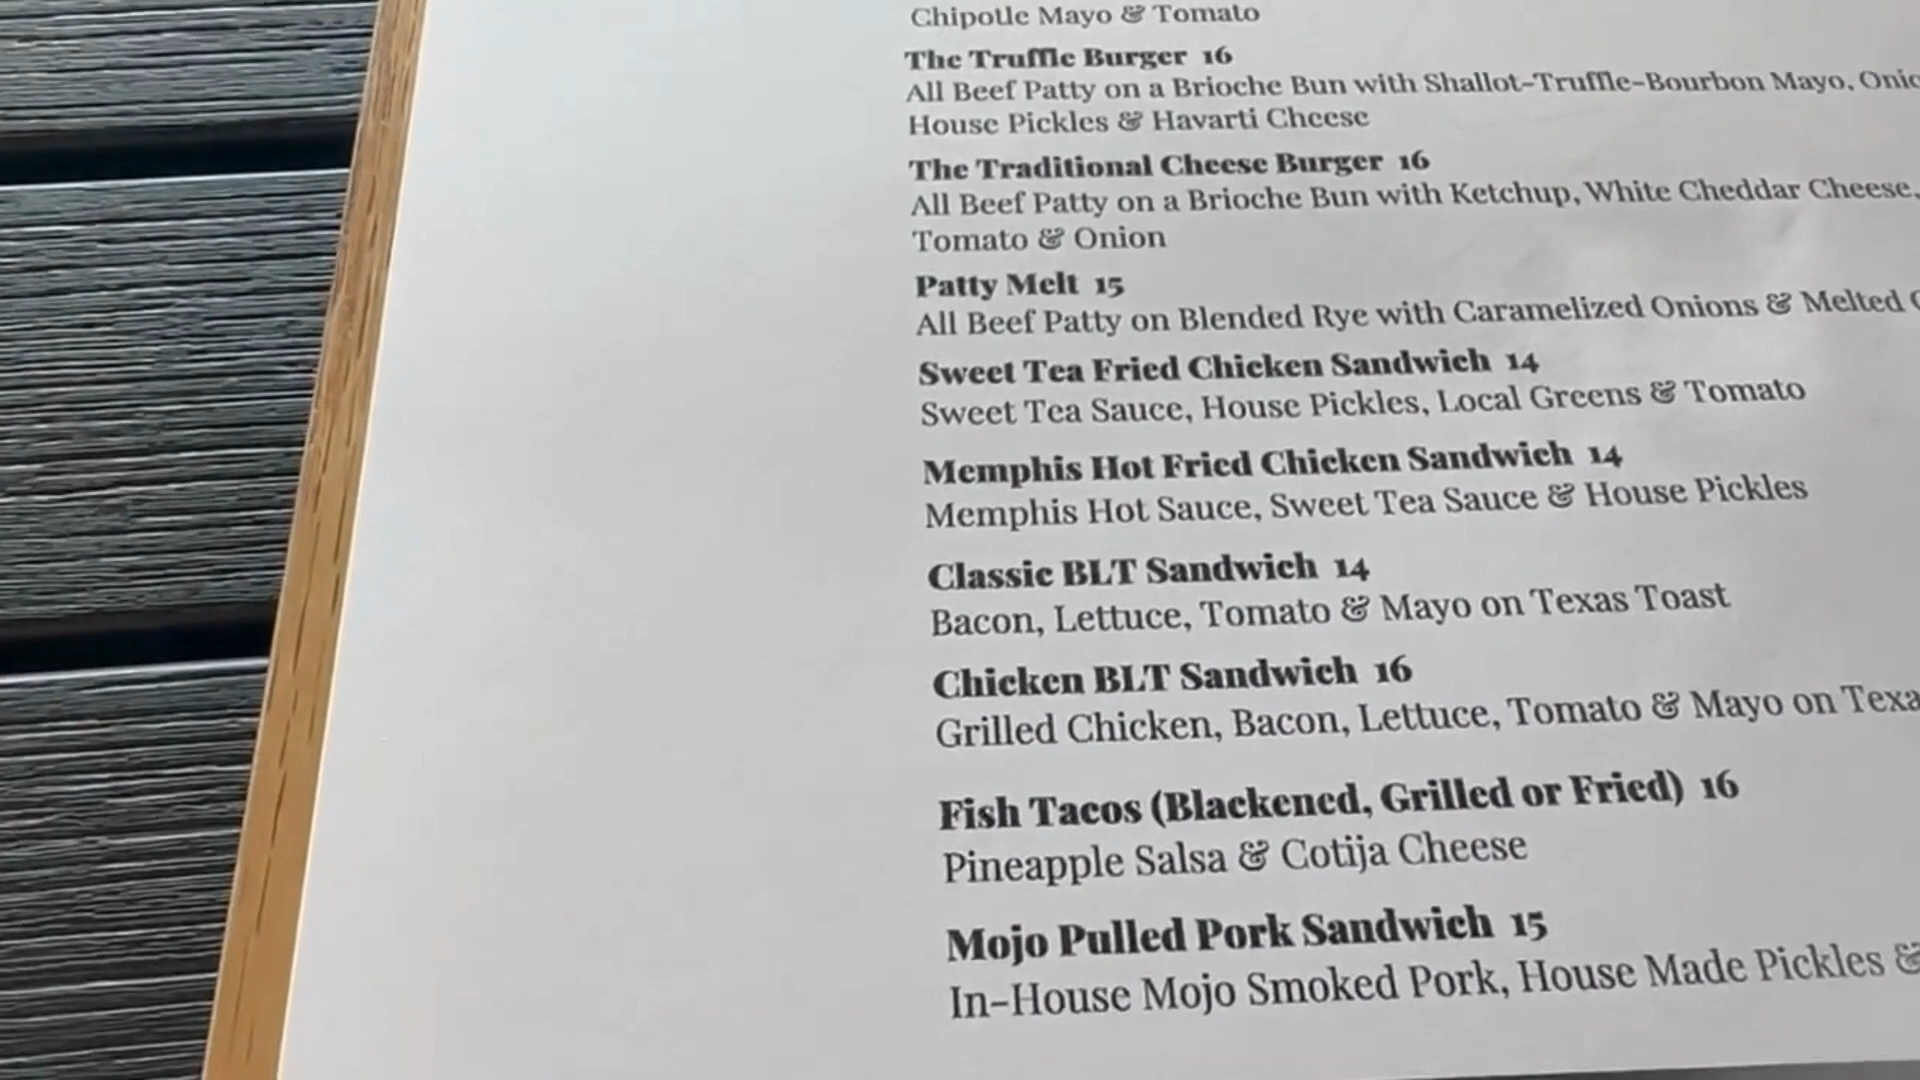 Chipotle Mayo & Tomato
The Truffle Burger 16
All Beef Patty on a Brioche Bun with Shallot-Truffle-Bourbon Mayo,
House Pickles & Havarti Cheese
The Traditional Cheese Burger 16
All Beef Patty on a Brioche Bun with Ketchup, White Cheddar Cheese,
Tomato & Onion
Patty Melt 15
All Beef Patty on Blended Rye with Caramelized Onions & Melted
Sweet Tea Fried Chicken Sandwich 14
Sweet Tea Sauce, House Pickles, Local Greens & Tomato
Memphis Hot Fried Chicken Sandwich 14
Memphis Hot Sauce, Sweet Tea Sauce & House Pickles
Classic BLT Sandwich 14
Bacon, Lettuce, Tomato & Mayo on Texas Toast
Chicken BLT Sandwich 16
Grilled Chicken, Bacon, Lettuce, Tomato & Mayo on
Fish Tacos (Blackened, Grilled or Fried) 16
Pineapple Salsa & Cotija Cheese
Mojo Pulled Pork Sandwich 15
In-House Mojo Smoked Pork, House Made Pickles &